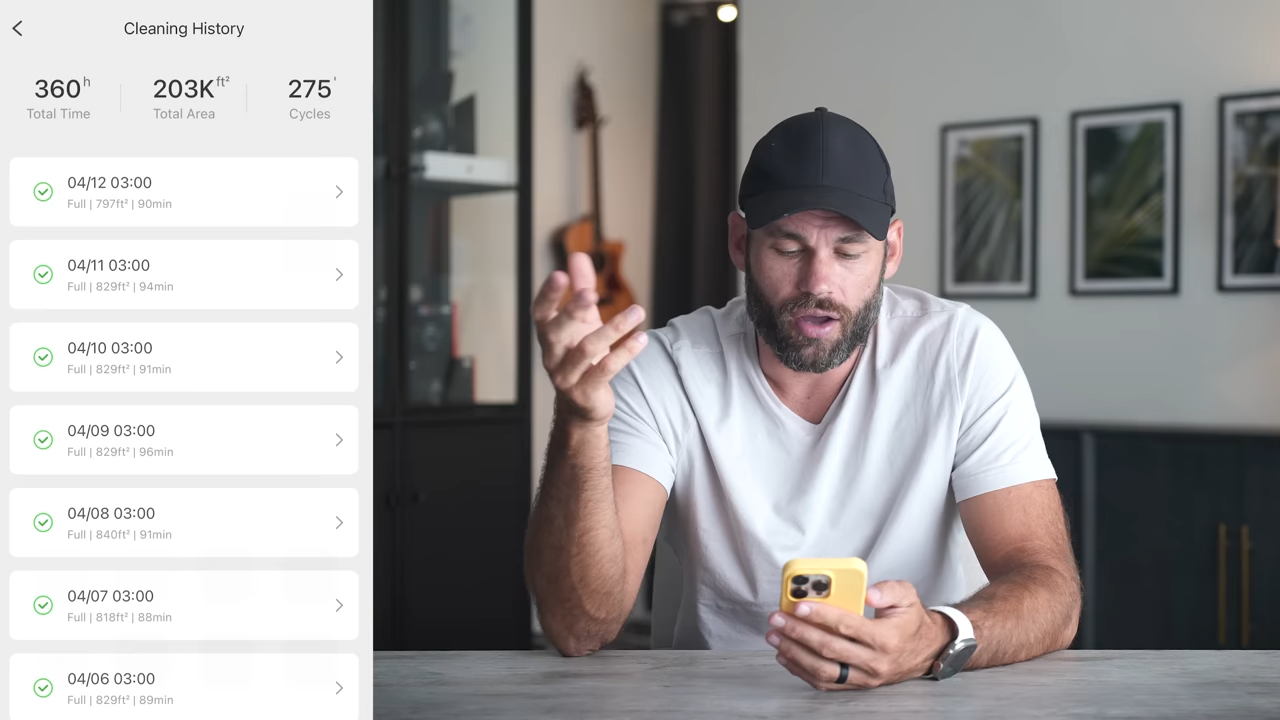 Cleaning History
360h 203Kft² 275'
Total Time Total Area Cycles
04/12 03:00
Full | 797ft² | 90min
04/11 03:00
Full | 829ft² | 94min
04/10 03:00
Full | 829ft² | 91min
04/09 03:00
Full | 829ft² | 96min
04/08 03:00
Full | 840ft² | 91min
04/07 03:00
Full | 818ft² | 88min
04/06 03:00
Full | 829ft² | 89min